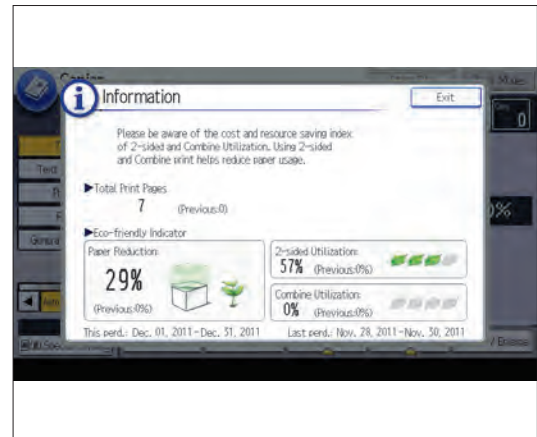 Copier
Information
Exit
Please be aware of the cost and
resource saving index
of 2-sided and Combine Utilization. Using 2-sided
and Combine print helps reduce paper usage.
▶Total Print Pages
7 (Previous:0)
▶Eco-friendly Indicator
Paper Reduction:
29%
(Previous:0%)
2-sided Utilization:
57% (Previous:0%)
Combine Utilization:
0% (Previous:0%)
This perd.: Dec. 01, 2011-Dec. 31, 2011
Last perd.: Nov. 28, 2011-Nov. 30, 2011
Text
0
0%
Auto